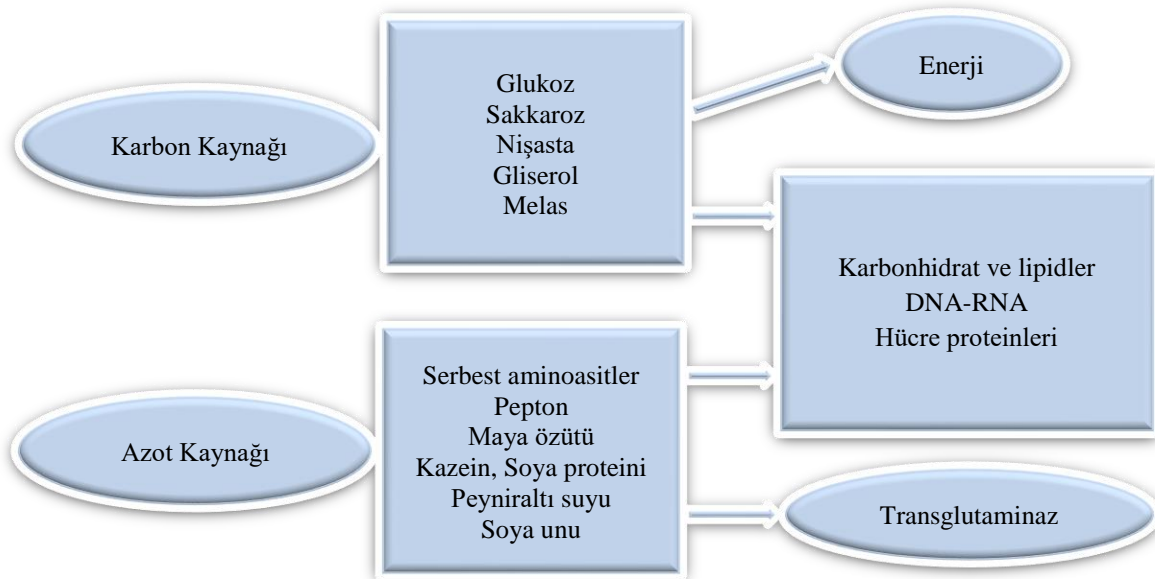 Karbon Kaynağı
Glukoz
Sakkaroz
Nişasta
Gliserol
Melas
Enerji
Karbonhidrat ve lipidler
DNA-RNA
Hücre proteinleri
Azot Kaynağı
Serbest aminoasitler
Pepton
Maya özütü
Kazein, Soya proteini
Peyniraltı suyu
Soya unu
Transglutaminaz